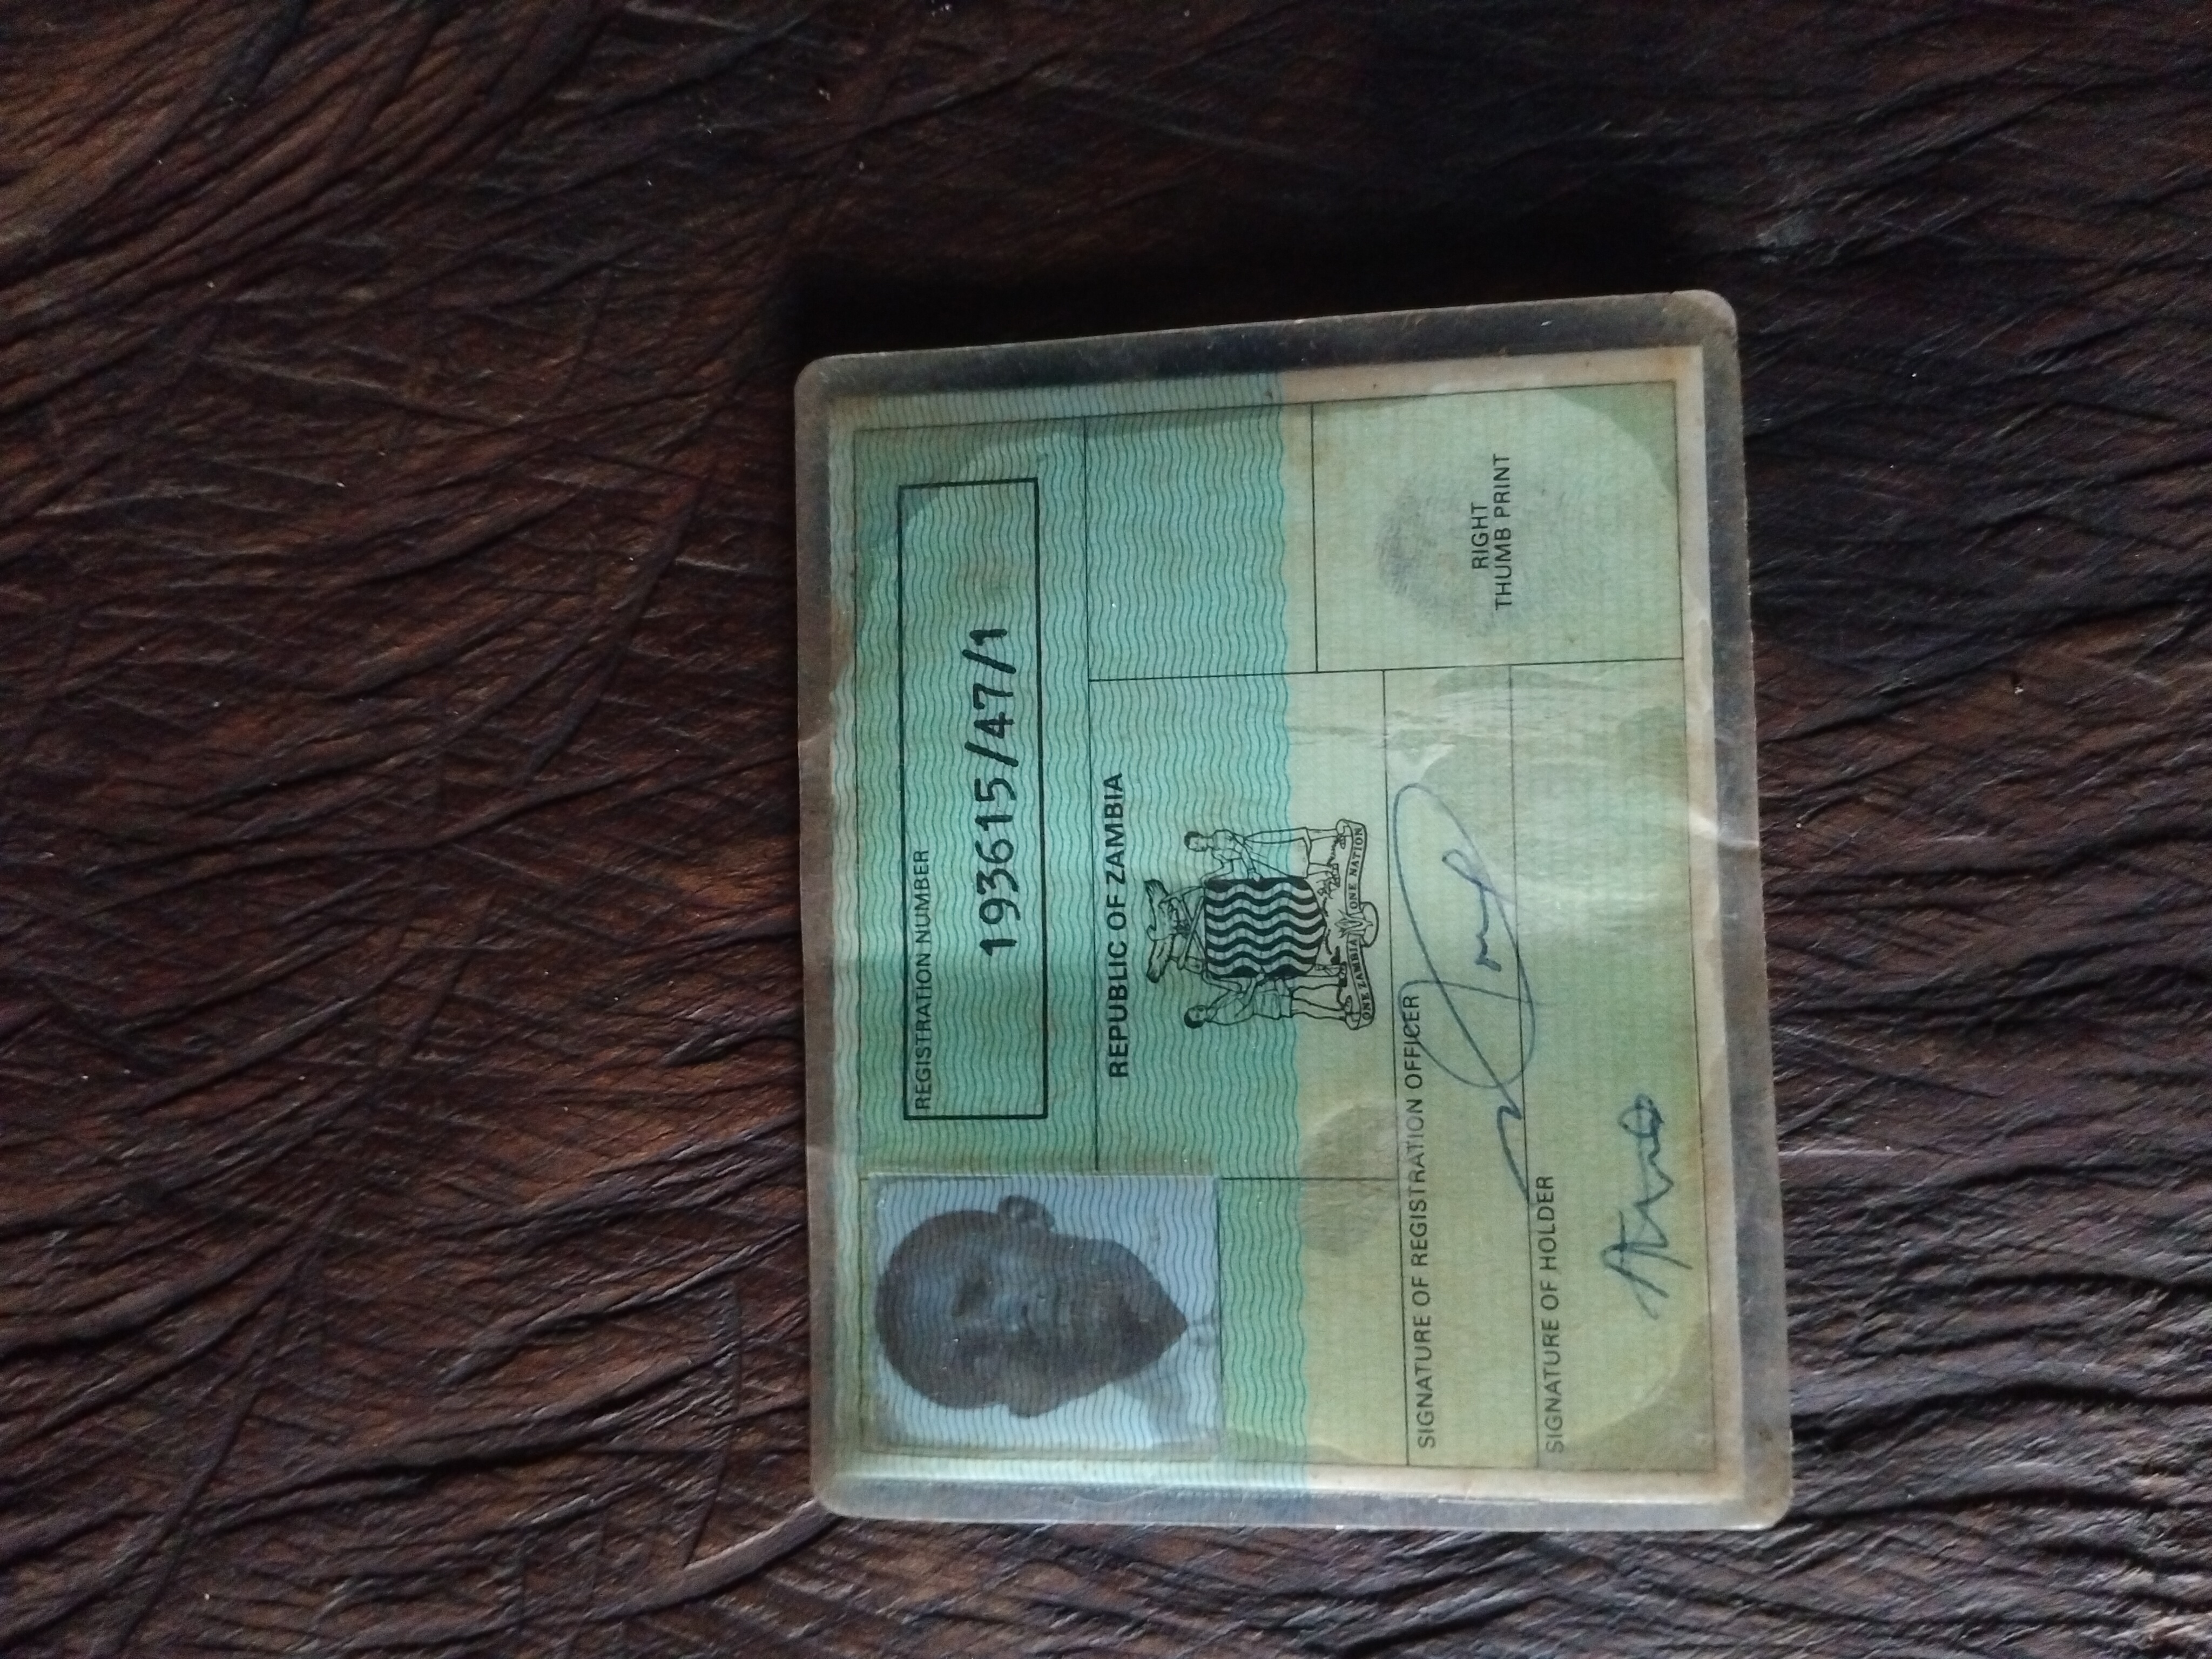 REGISTRATION NUMBER
193615/47/1
REPUBLIC OF ZAMBIA
ONE ZAMBIA ONE NATION
SIGNATURE OF REGISTRATION OFFICER
SIGNATURE OF HOLDER
RIGHT
THUMB PRINT